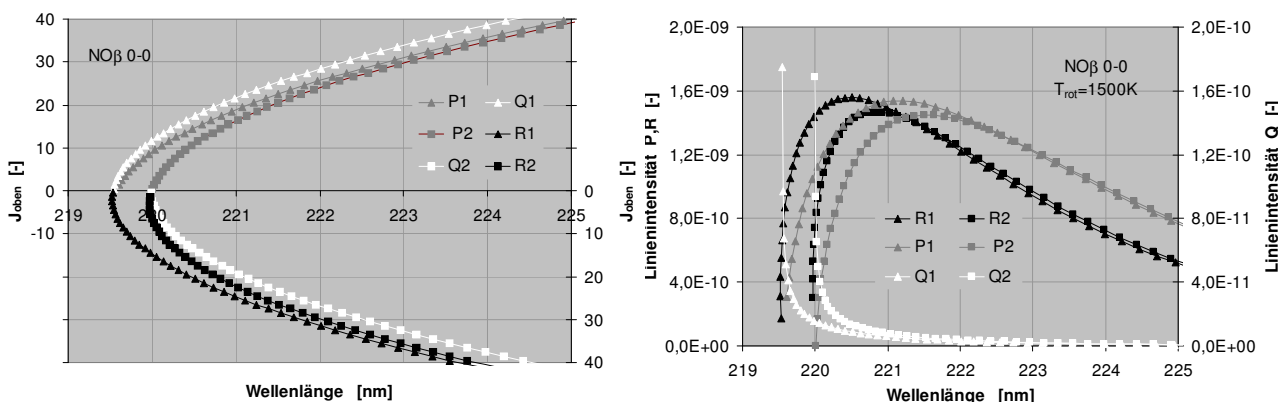 40
30
20
10
0
-10
0
10
20
30
40
NOβ 0-0
P1 Q1
P2 R1
Q2 R2
219 220 221 222 223 224 225
Joben [-]
Joben [-]
Wellenlänge [nm]
2,0E-09
1,6E-09
1,2E-09
8,0E-10
4,0E-10
0,0E+00
2,0E-10
1,6E-10
1,2E-10
8,0E-11
4,0E-11
0,0E+00
NOβ 0-0
Trot=1500K
R1 R2
P1 P2
Q1 Q2
219 220 221 222 223 224 225
Linienintensität P,R [-]
Linienintensität Q [-]
Wellenlänge [nm]